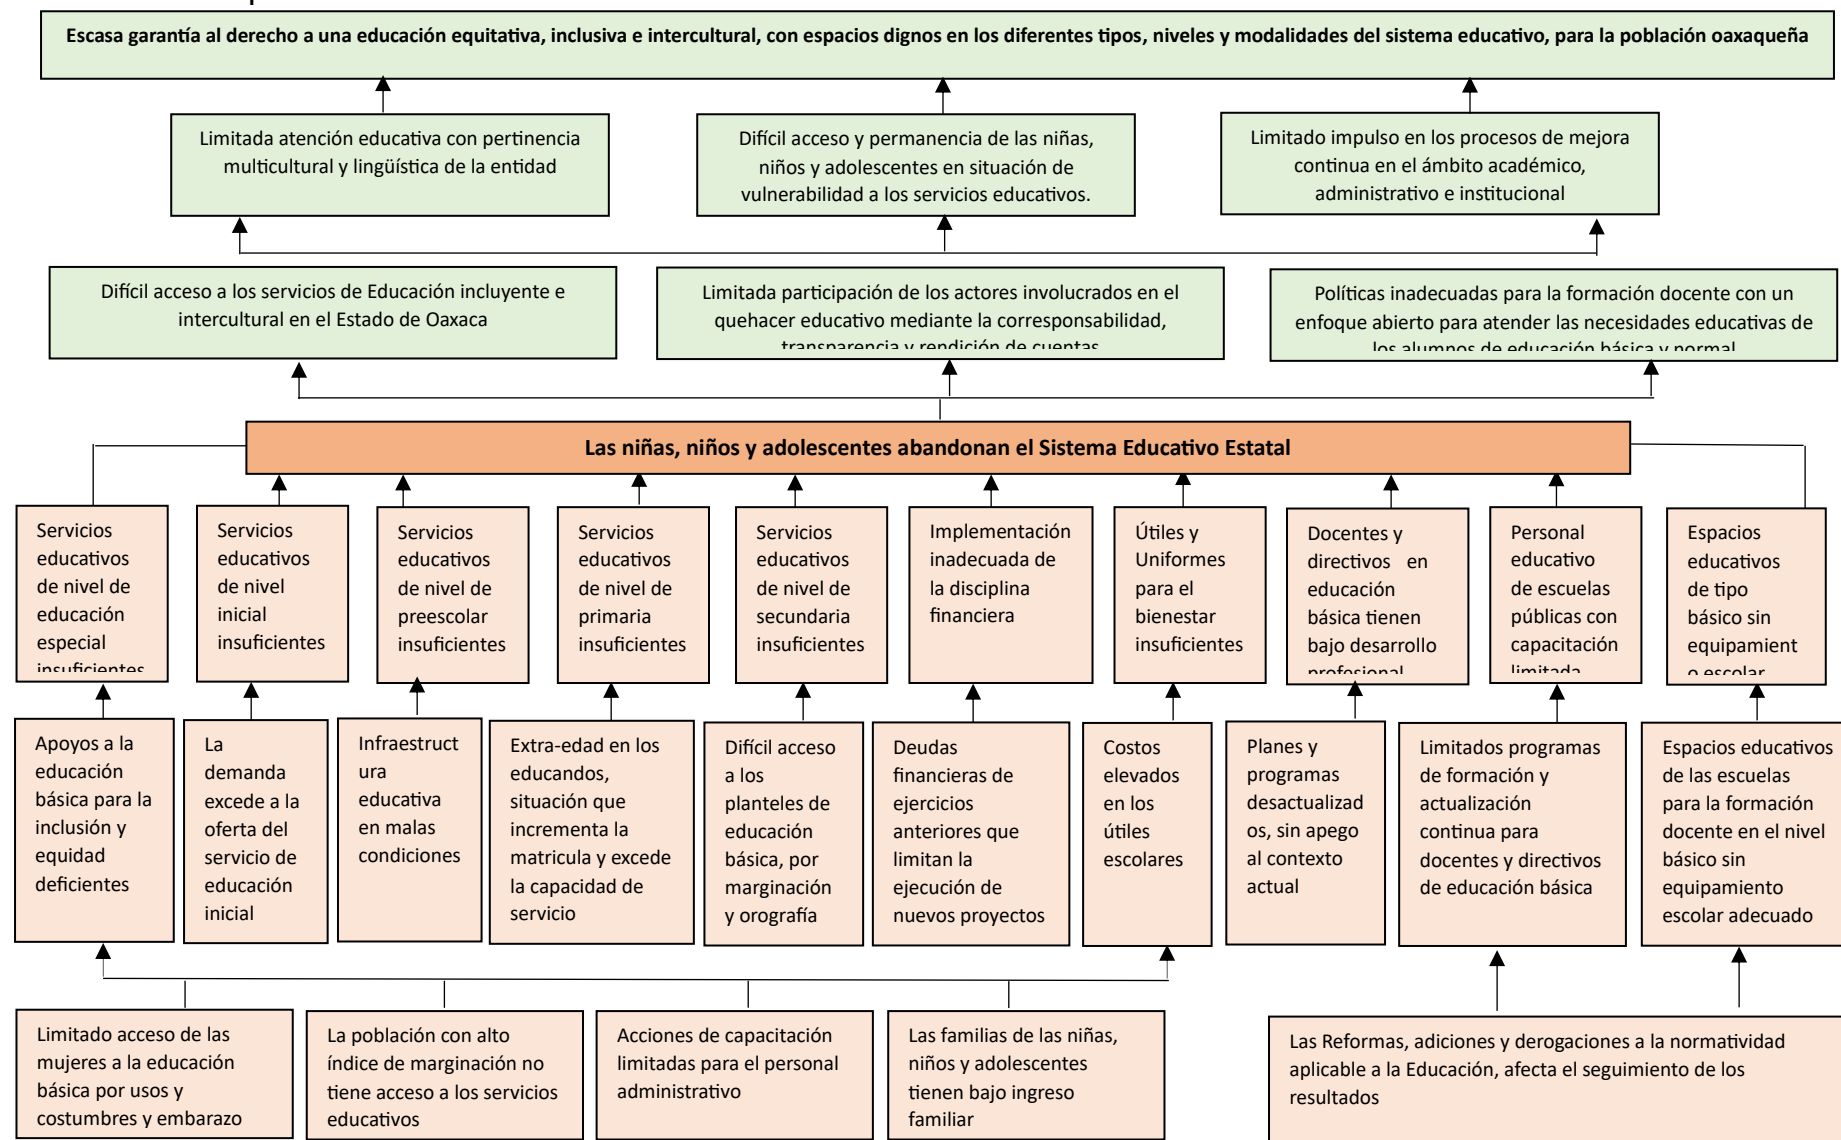 Escasa garantía al derecho a una educación equitativa, inclusiva e intercultural, con espacios dignos en los diferentes tipos, niveles y modalidades del sistema educativo, para la población oaxaqueña
Limitada atención educativa con pertinencia
multicultural y lingüística de la entidad
Difícil acceso y permanencia de las niñas,
niños y adolescentes en situación de
vulnerabilidad a los servicios educativos.
Limitado impulso en los procesos de mejora
continua en el ámbito académico,
administrativo e institucional
Difícil acceso a los servicios de Educación incluyente e
intercultural en el Estado de Oaxaca
Limitada participación de los actores involucrados en el
quehacer educativo mediante la corresponsabilidad,
transparencia y rendición de cuentas
Políticas inadecuadas para la formación docente con un
enfoque abierto para atender las necesidades educativas de
los alumnos de educación básica y normal
Las niñas, niños y adolescentes abandonan el Sistema Educativo Estatal
Servicios
educativos
de nivel de
educación
especial
insuficientes
Servicios
educativos
de nivel
inicial
insuficientes
Servicios
educativos
de nivel de
preescolar
insuficientes
Servicios
educativos
de nivel de
primaria
insuficientes
Servicios
educativos
de nivel de
secundaria
insuficientes
Implementación
inadecuada de
la disciplina
financiera
Útiles y
Uniformes
para el
bienestar
insuficientes
Docentes y
directivos en
educación
básica tienen
bajo desarrollo
profesional
Personal
educativo
de escuelas
públicas con
capacitación
limitada
Espacios
educativos
de tipo
básico sin
equipamient
o escolar
Apoyos a la
educación
básica para la
inclusión y
equidad
deficientes
La
demanda
excede a la
oferta del
servicio de
educación
inicial
Infraestruct
ura
educativa
en malas
condiciones
Extra-edad en los
educandos,
situación que
incrementa la
matricula y excede
la capacidad de
servicio
Difícil acceso
a los
planteles de
educación
básica, por
marginación
y orografía
Deudas
financieras de
ejercicios
anteriores que
limitan la
ejecución de
nuevos proyectos
Costos
elevados
en los
útiles
escolares
Planes y
programas
desactualizad
os, sin apego
al contexto
actual
Limitados programas
de formación y
actualización
continua para
docentes y directivos
de educación básica
Espacios educativos
de las escuelas
para la formación
docente en el nivel
básico sin
equipamiento
escolar adecuado
Limitado acceso de las
mujeres a la educación
básica por usos y
costumbres y embarazo
La población con alto
índice de marginación no
tiene acceso a los servicios
educativos
Acciones de capacitación
limitadas para el personal
administrativo
Las familias de las niñas,
niños y adolescentes
tienen bajo ingreso
familiar
Las Reformas, adiciones y derogaciones a la normatividad
aplicable a la Educación, afecta el seguimiento de los
resultados